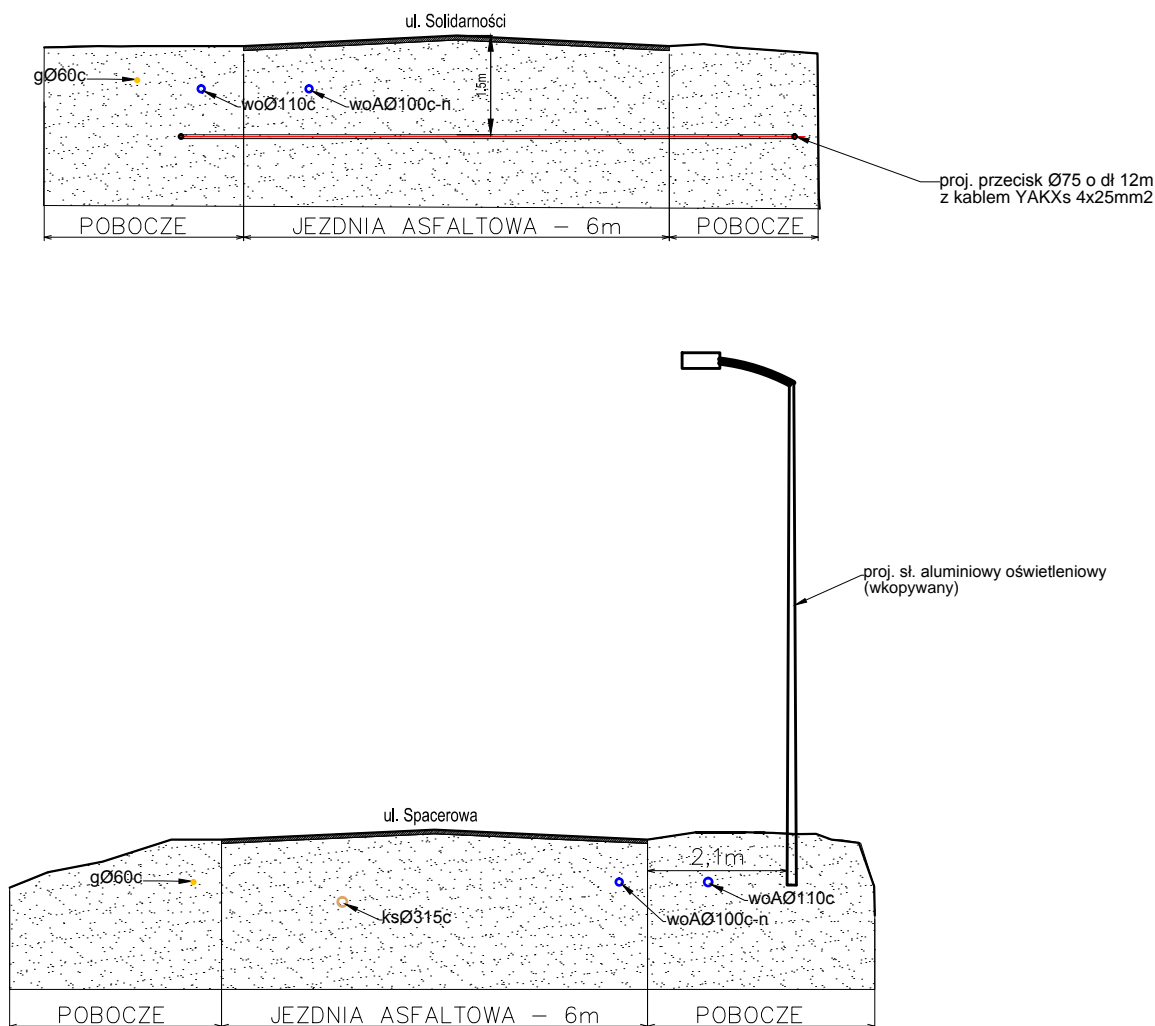 ul. Solidarności
gØ60c
woØ110c
woAØ100c-n
1,5m
proj. przecisk Ø75 o dł 12m
z kablem YAKXs 4x25mm2
POBOCZE
JEZDNIA ASFALTOWA – 6m
POBOCZE
proj. sł. aluminiowy oświetleniowy
(wkopywany)
ul. Spacerowa
2,1m
gØ60c
woAØ110c
ksØ315c
woAØ100c-n
POBOCZE
JEZDNIA ASFALTOWA – 6m
POBOCZE